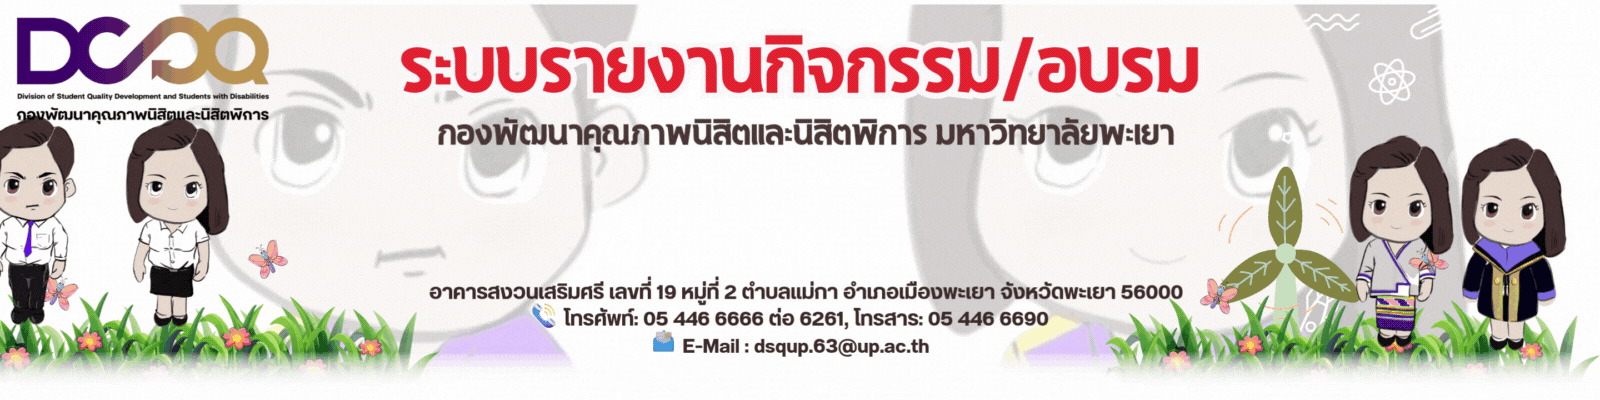 DCDQ
Division of Student Quality Development and Students with Disabilities
กองพัฒนาคุณภาพนิสิตและนิสิตพิการ
ระบบรายงานกิจกรรม/อบรม
กองพัฒนาคุณภาพนิสิตและนิสิตพิการ มหาวิทยาลัยพะเยา
อาคารสงวนเสริมศรี เลขที่ 19 หมู่ที่ 2 ตำบลแม่กา อำเภอเมืองพะเยา จังหวัดพะเยา 56000
โทรศัพท์: 05 446 6666 ต่อ 6261, โทรสาร: 05 446 6690
E-Mail : dsqup.63@up.ac.th